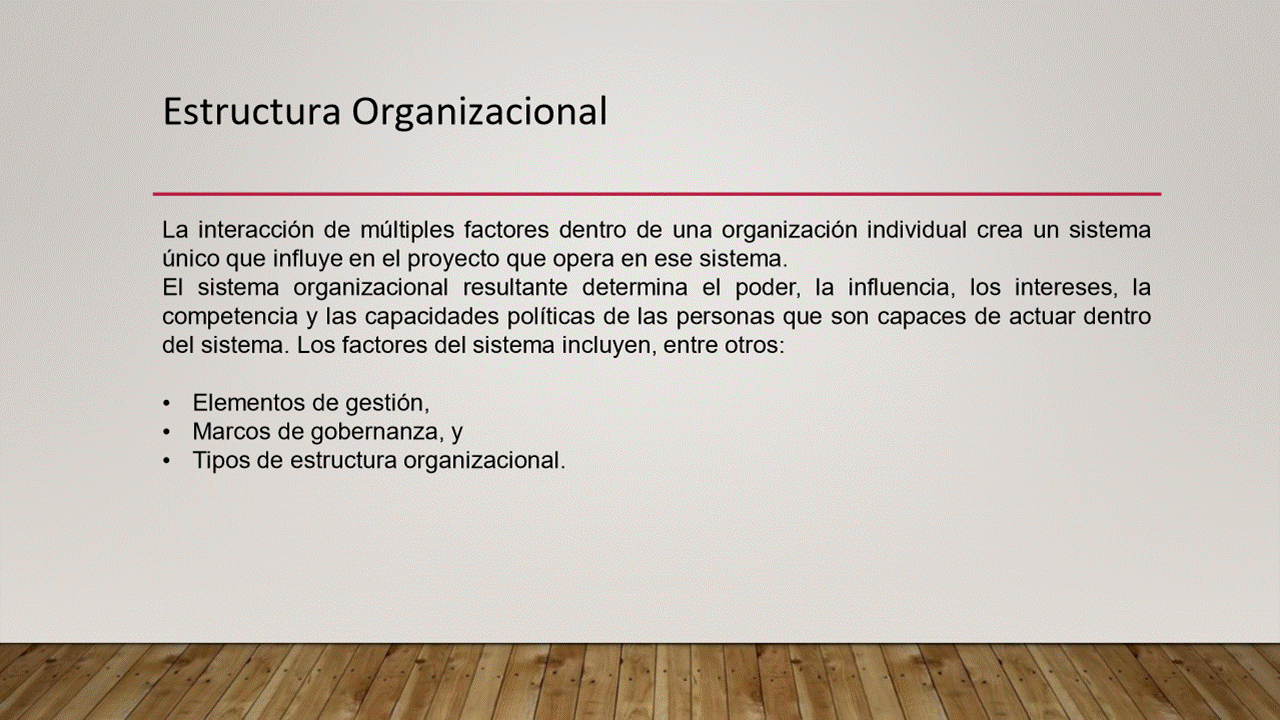 Estructura Organizacional
La interacción de múltiples factores dentro de una organización individual crea un sistema
único que influye en el proyecto que opera en ese sistema.
El sistema organizacional resultante determina el poder, la influencia, los intereses, la
competencia y las capacidades políticas de las personas que son capaces de actuar dentro
del sistema. Los factores del sistema incluyen, entre otros:
• Elementos de gestión,
• Marcos de gobernanza, y
• Tipos de estructura organizacional.